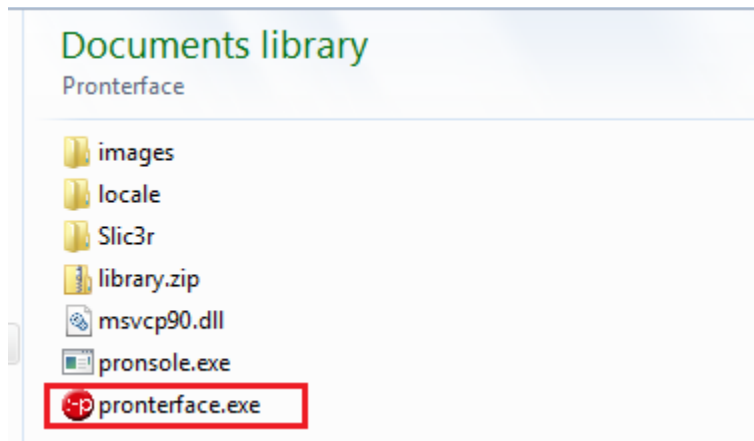 Documents library
Pronterface
images
locale
Slic3r
library.zip
msvcp90.dll
pronsole.exe
pronterface.exe